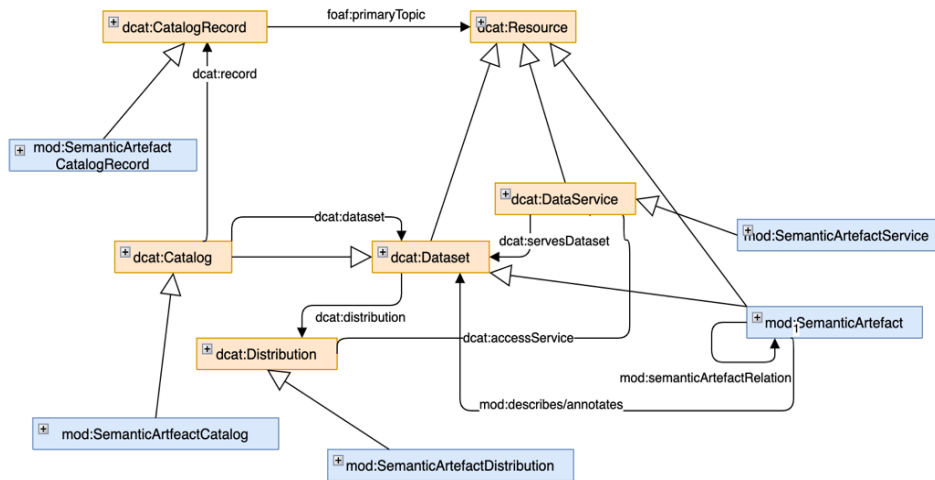 foaf:primaryTopic
dcat:CatalogRecord
dcat:Resource
dcat:record
mod:SemanticArtefact
CatalogRecord
dcat:DataService
dcat:dataset
mod:SemanticArtefactService
dcat:servesDataset
dcat:Catalog
dcat:Dataset
dcat:distribution
mod:SemanticArtefact
dcat:accessService
dcat:Distribution
mod:semanticArtefactRelation
mod:describes/annotates
mod:SemanticArtfeactCatalog
mod:SemanticArtefactDistribution